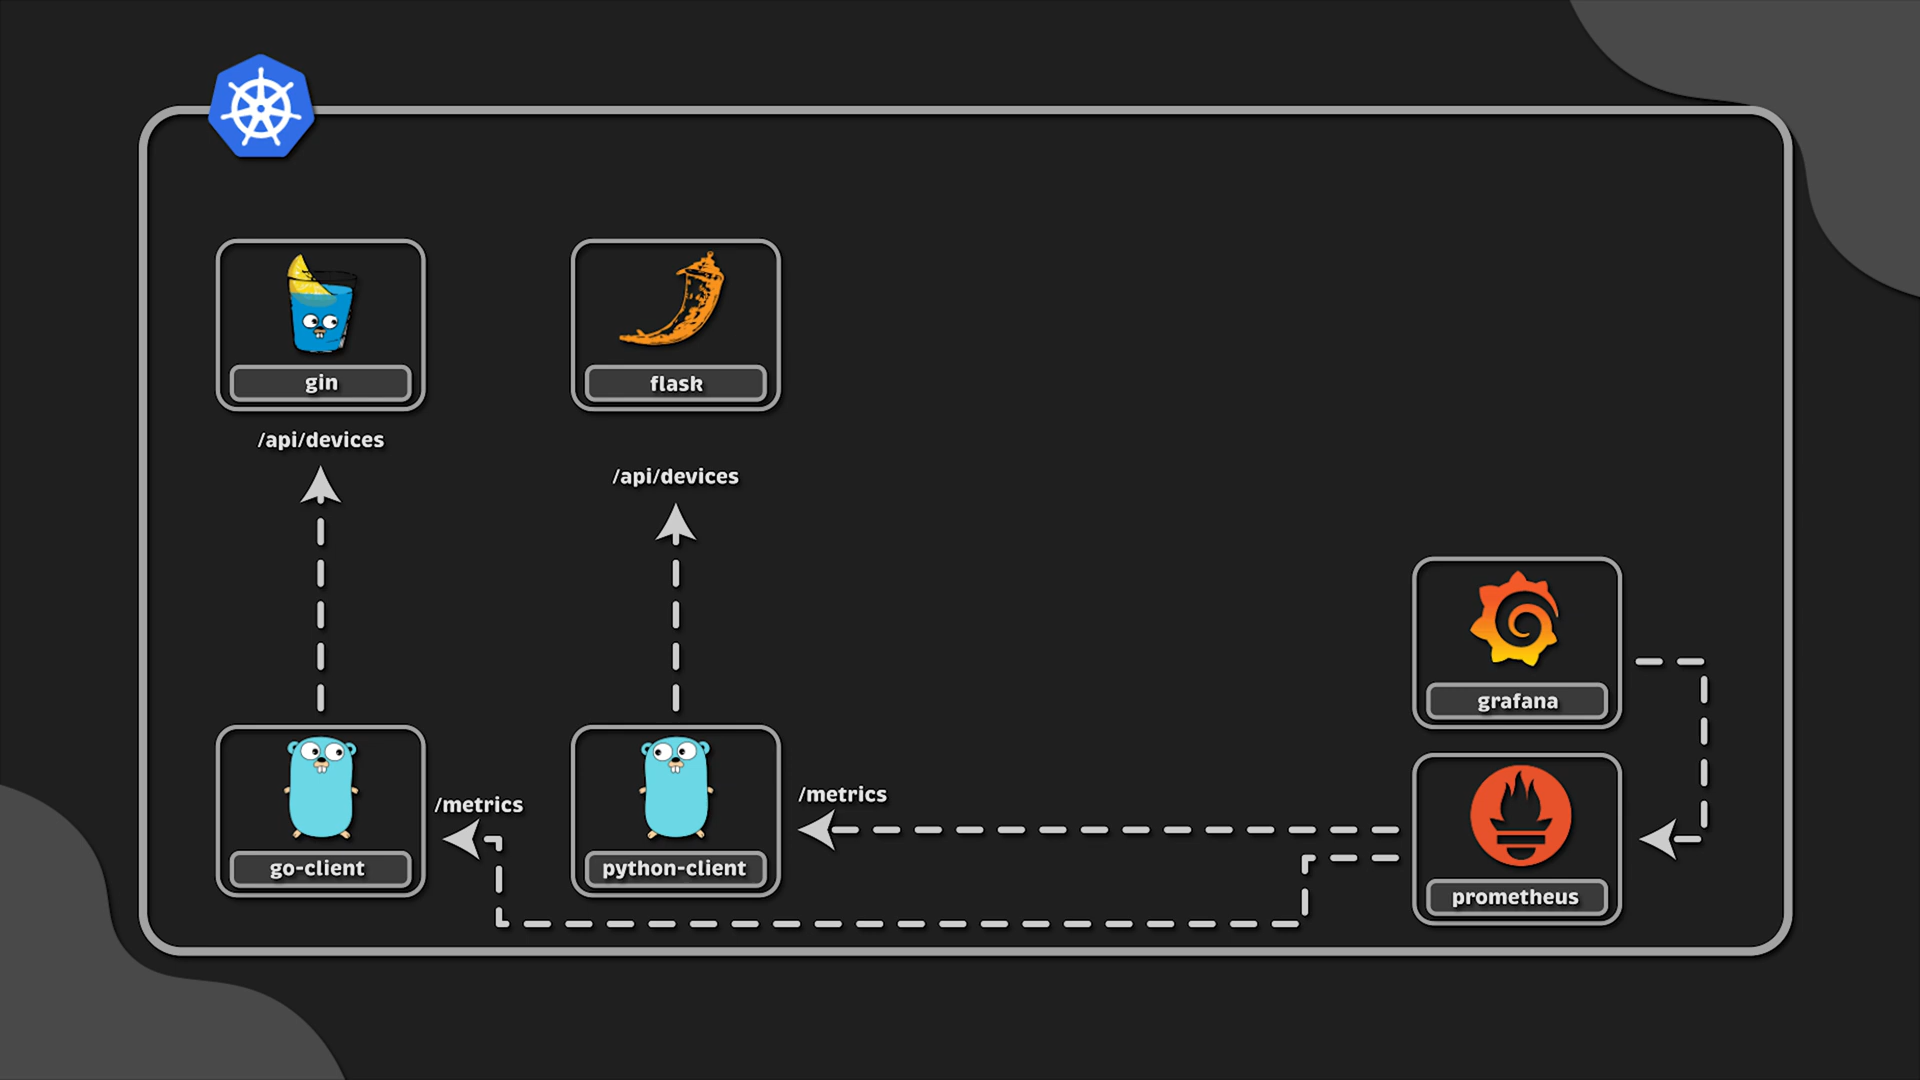 gin
flask
/api/devices
/api/devices
grafana
/metrics
/metrics
go-client
python-client
prometheus